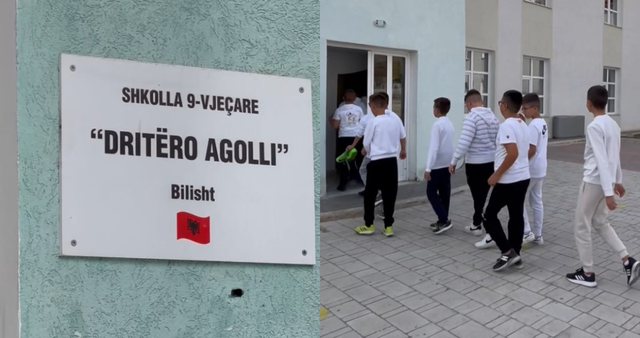 SHKOLLA 9-VJEÇARE
“DRITËRO AGOLLI”
Bilisht